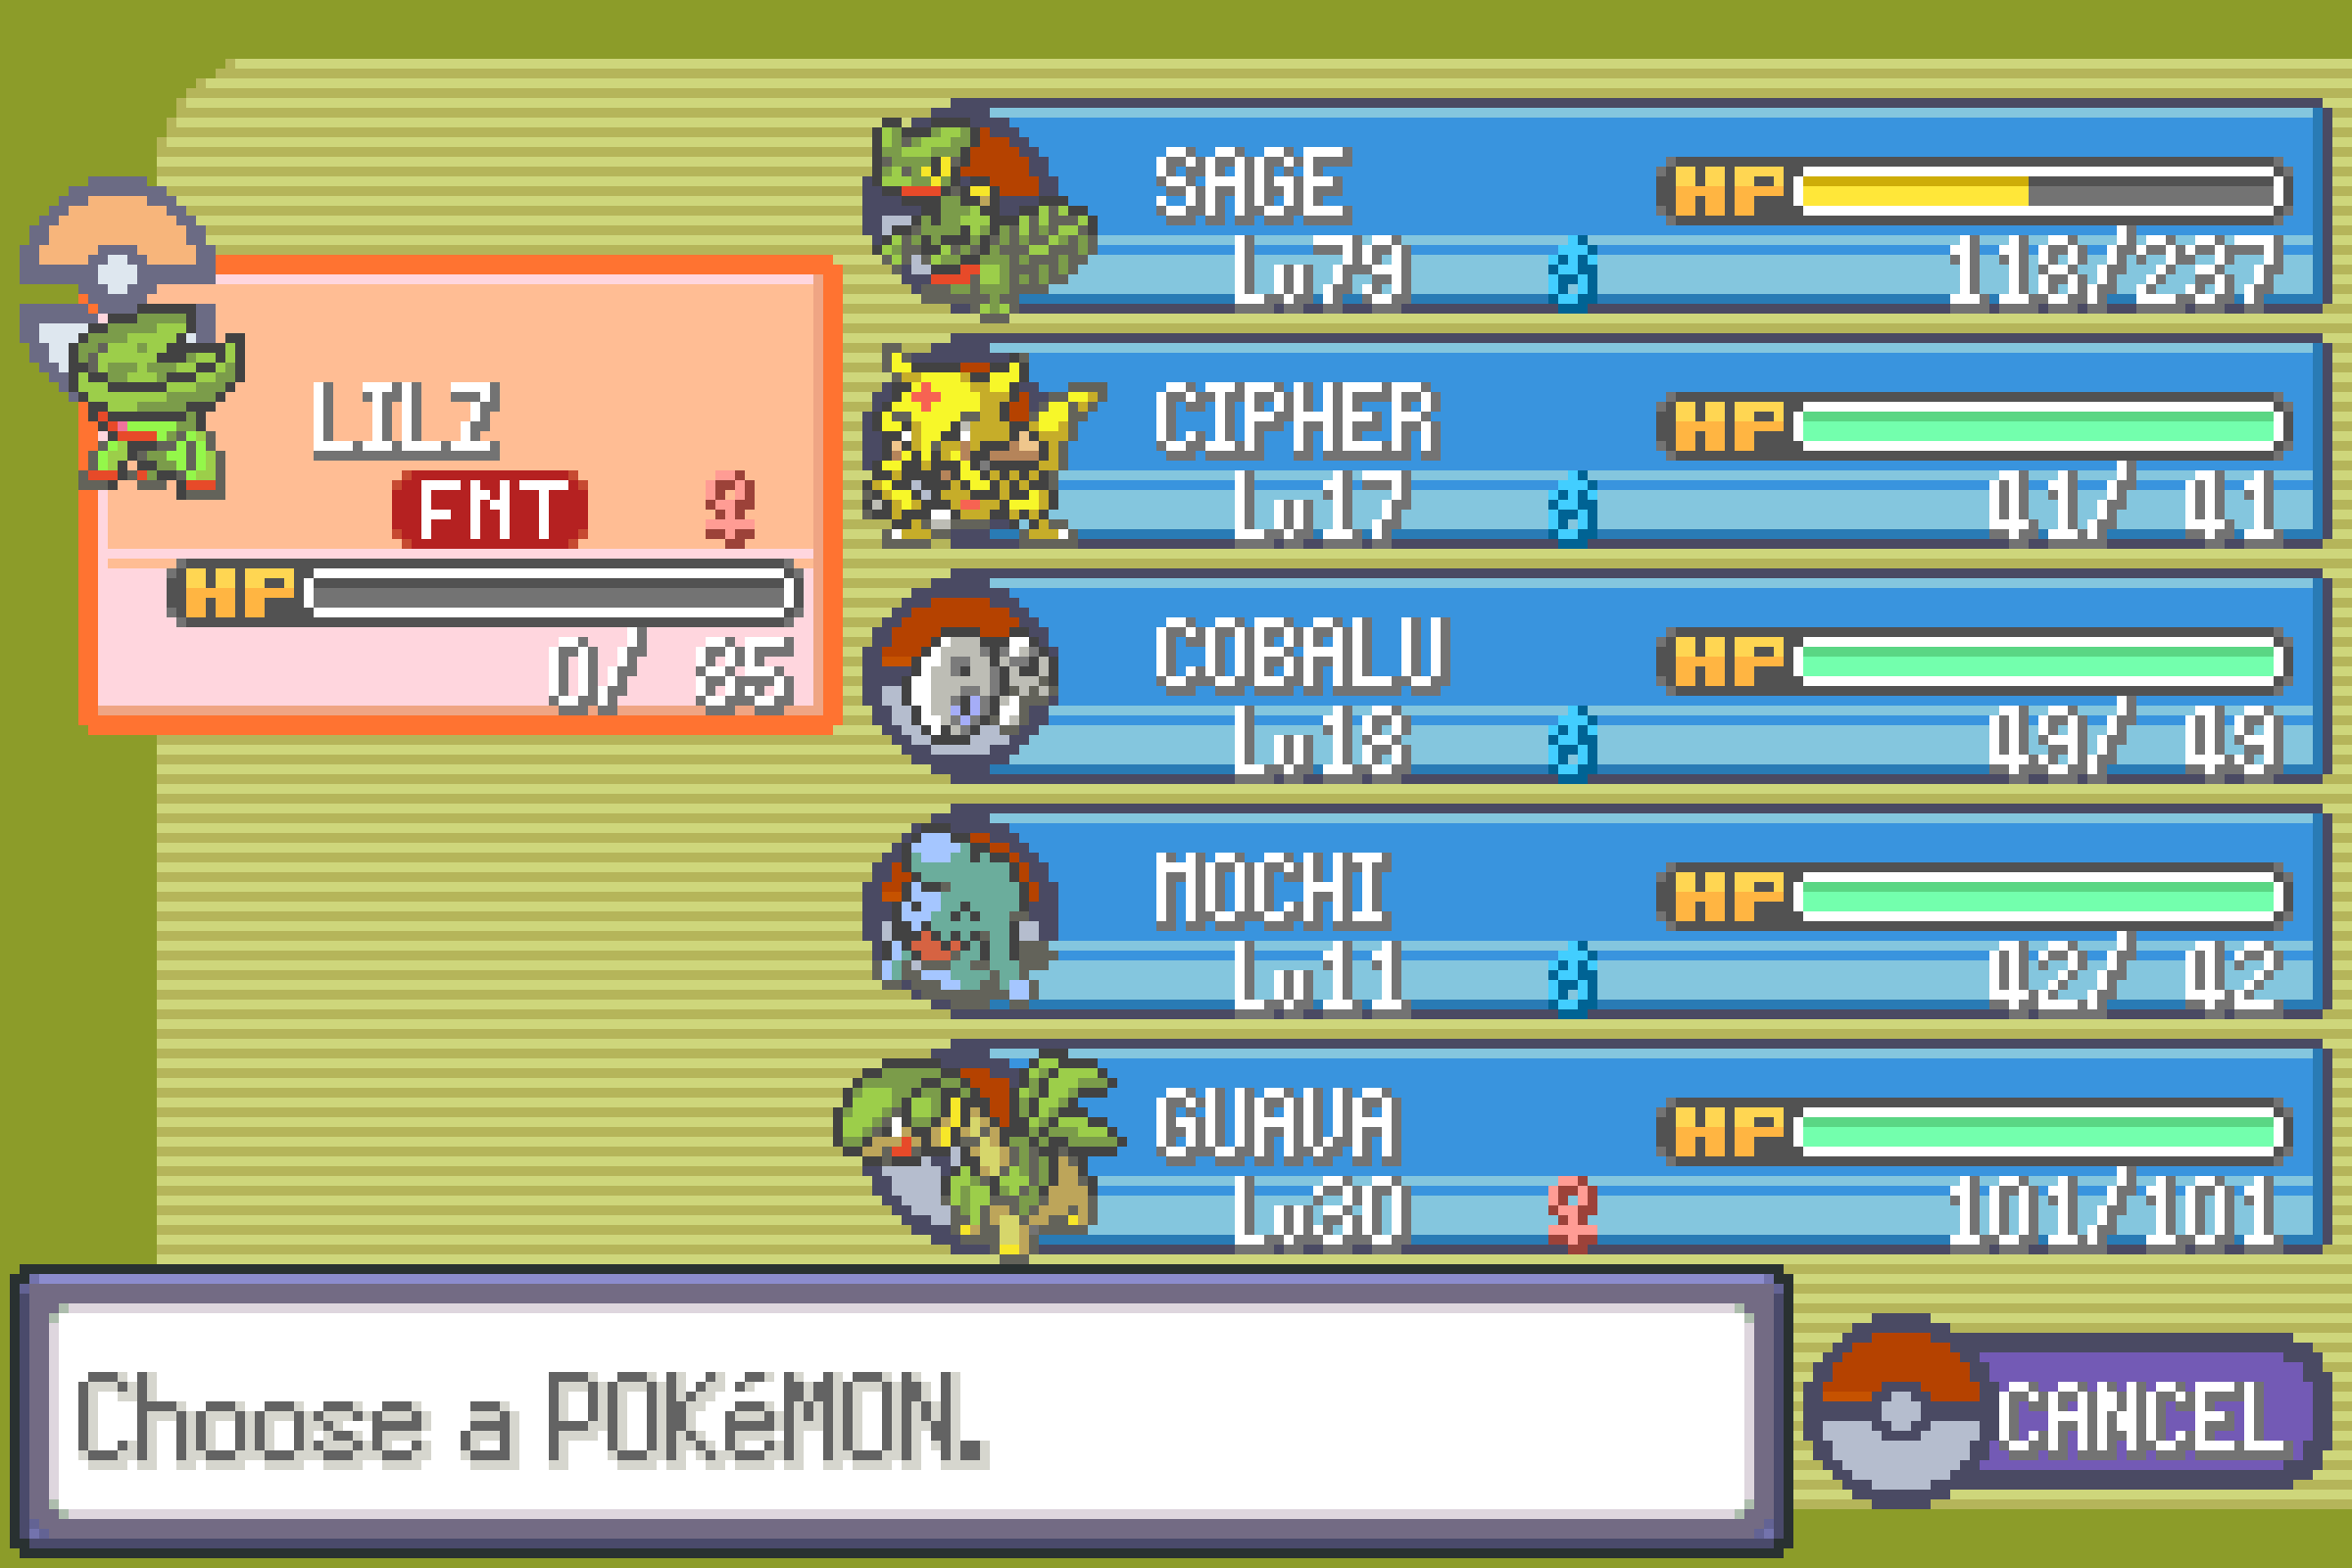 LILZ
FNT ♀
HP
0/ 85
SAGE
HP
Lv79 ♂
118/237
CIPHER
HP
Lv17 ♂
41/ 41
COBALU
HP
Lv18 ♂
49/ 49
MOCHI
HP
Lv11 ♂
42/ 42
GUAVA
HP
Lv30 ♀
101/101
Choose a POKéMON.
CANCEL